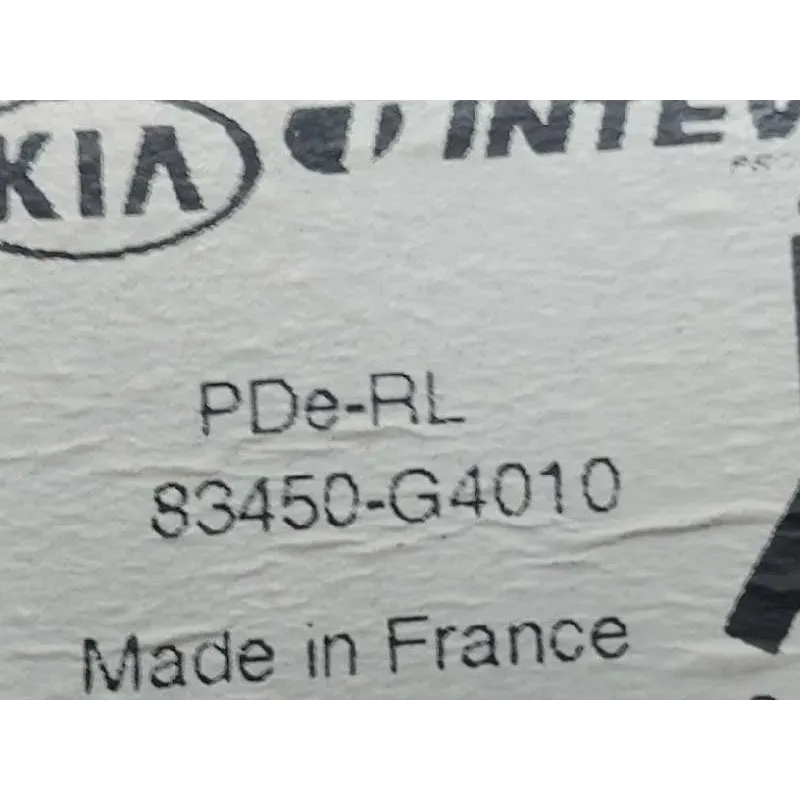 KIA INTEV
PDe-RL
83450-G4010
Made in France